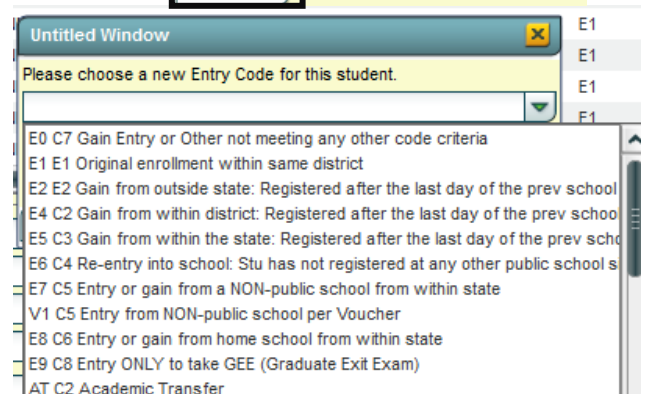 E1
Untitled Window
E1
Please choose a new Entry Code for this student.
E1
E1
E0 C7 Gain Entry or Other not meeting any other code criteria
E1 E1 Original enrollment within same district
E2 E2 Gain from outside state: Registered after the last day of the prev school
E4 C2 Gain from within district: Registered after the last day of the prev school
E5 C3 Gain from within the state: Registered after the last day of the prev scho
E6 C4 Re-entry into school: Stu has not registered at any other public school s
E7 C5 Entry or gain from a NON-public school from within state
V1 C5 Entry from NON-public school per Voucher
E8 C6 Entry or gain from home school from within state
E9 C8 Entry ONLY to take GEE (Graduate Exit Exam)
AT C2 Academic Transfer